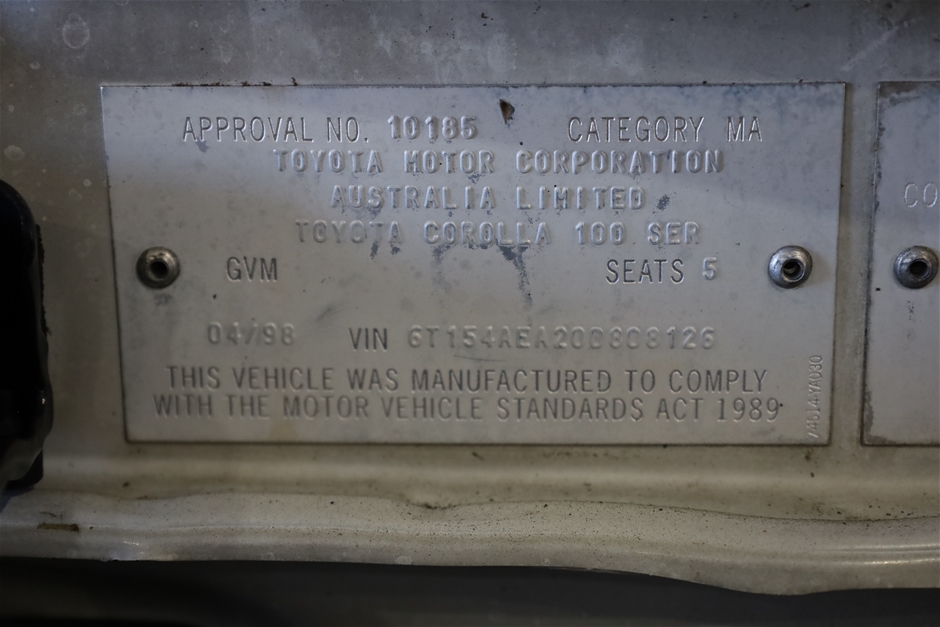 APPROVAL NO. 10185 CATEGORY MA
TOYOTA MOTOR CORPORATION
AUSTRALIA LIMITED
TOYOTA COROLLA 100 SER
GVM SEATS 5
04/98 VIN 6T154AEA20D808126
THIS VEHICLE WAS MANUFACTURED TO COMPLY
WITH THE MOTOR VEHICLE STANDARDS ACT 1989
CO